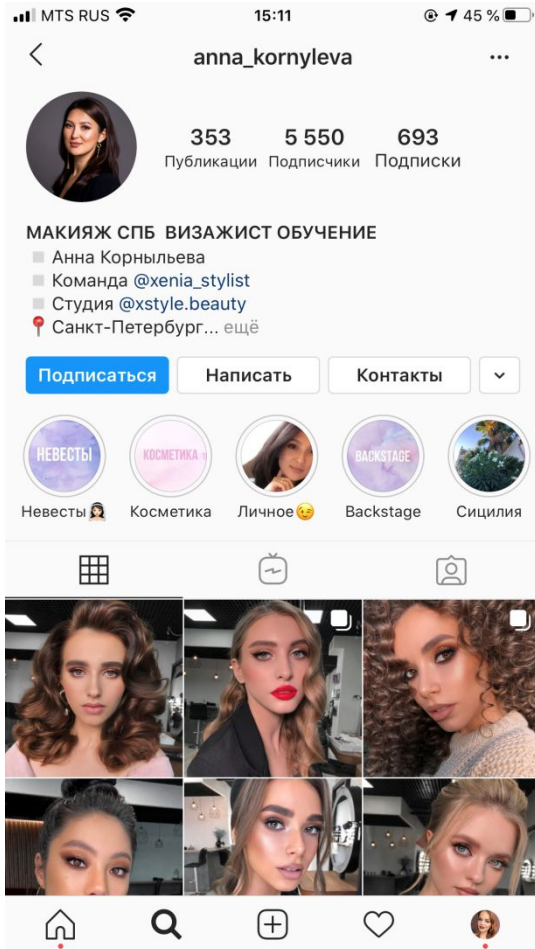 MTS RUS 15:11 45 %
anna_kornyleva
353 5 550 693
Публикации Подписчики Подписки
МАКИЯЖ СПБ ВИЗАЖИСТ ОБУЧЕНИЕ
Анна Корныльева
Команда @xenia_stylist
Студия @xstyle.beauty
Санкт-Петербург... ещё
Подписаться Написать Контакты
НЕВЕСТЫ КОСМЕТИКА BACKSTAGE
Невесты👰🏻 Косметика Личное😉 Backstage Сицилия